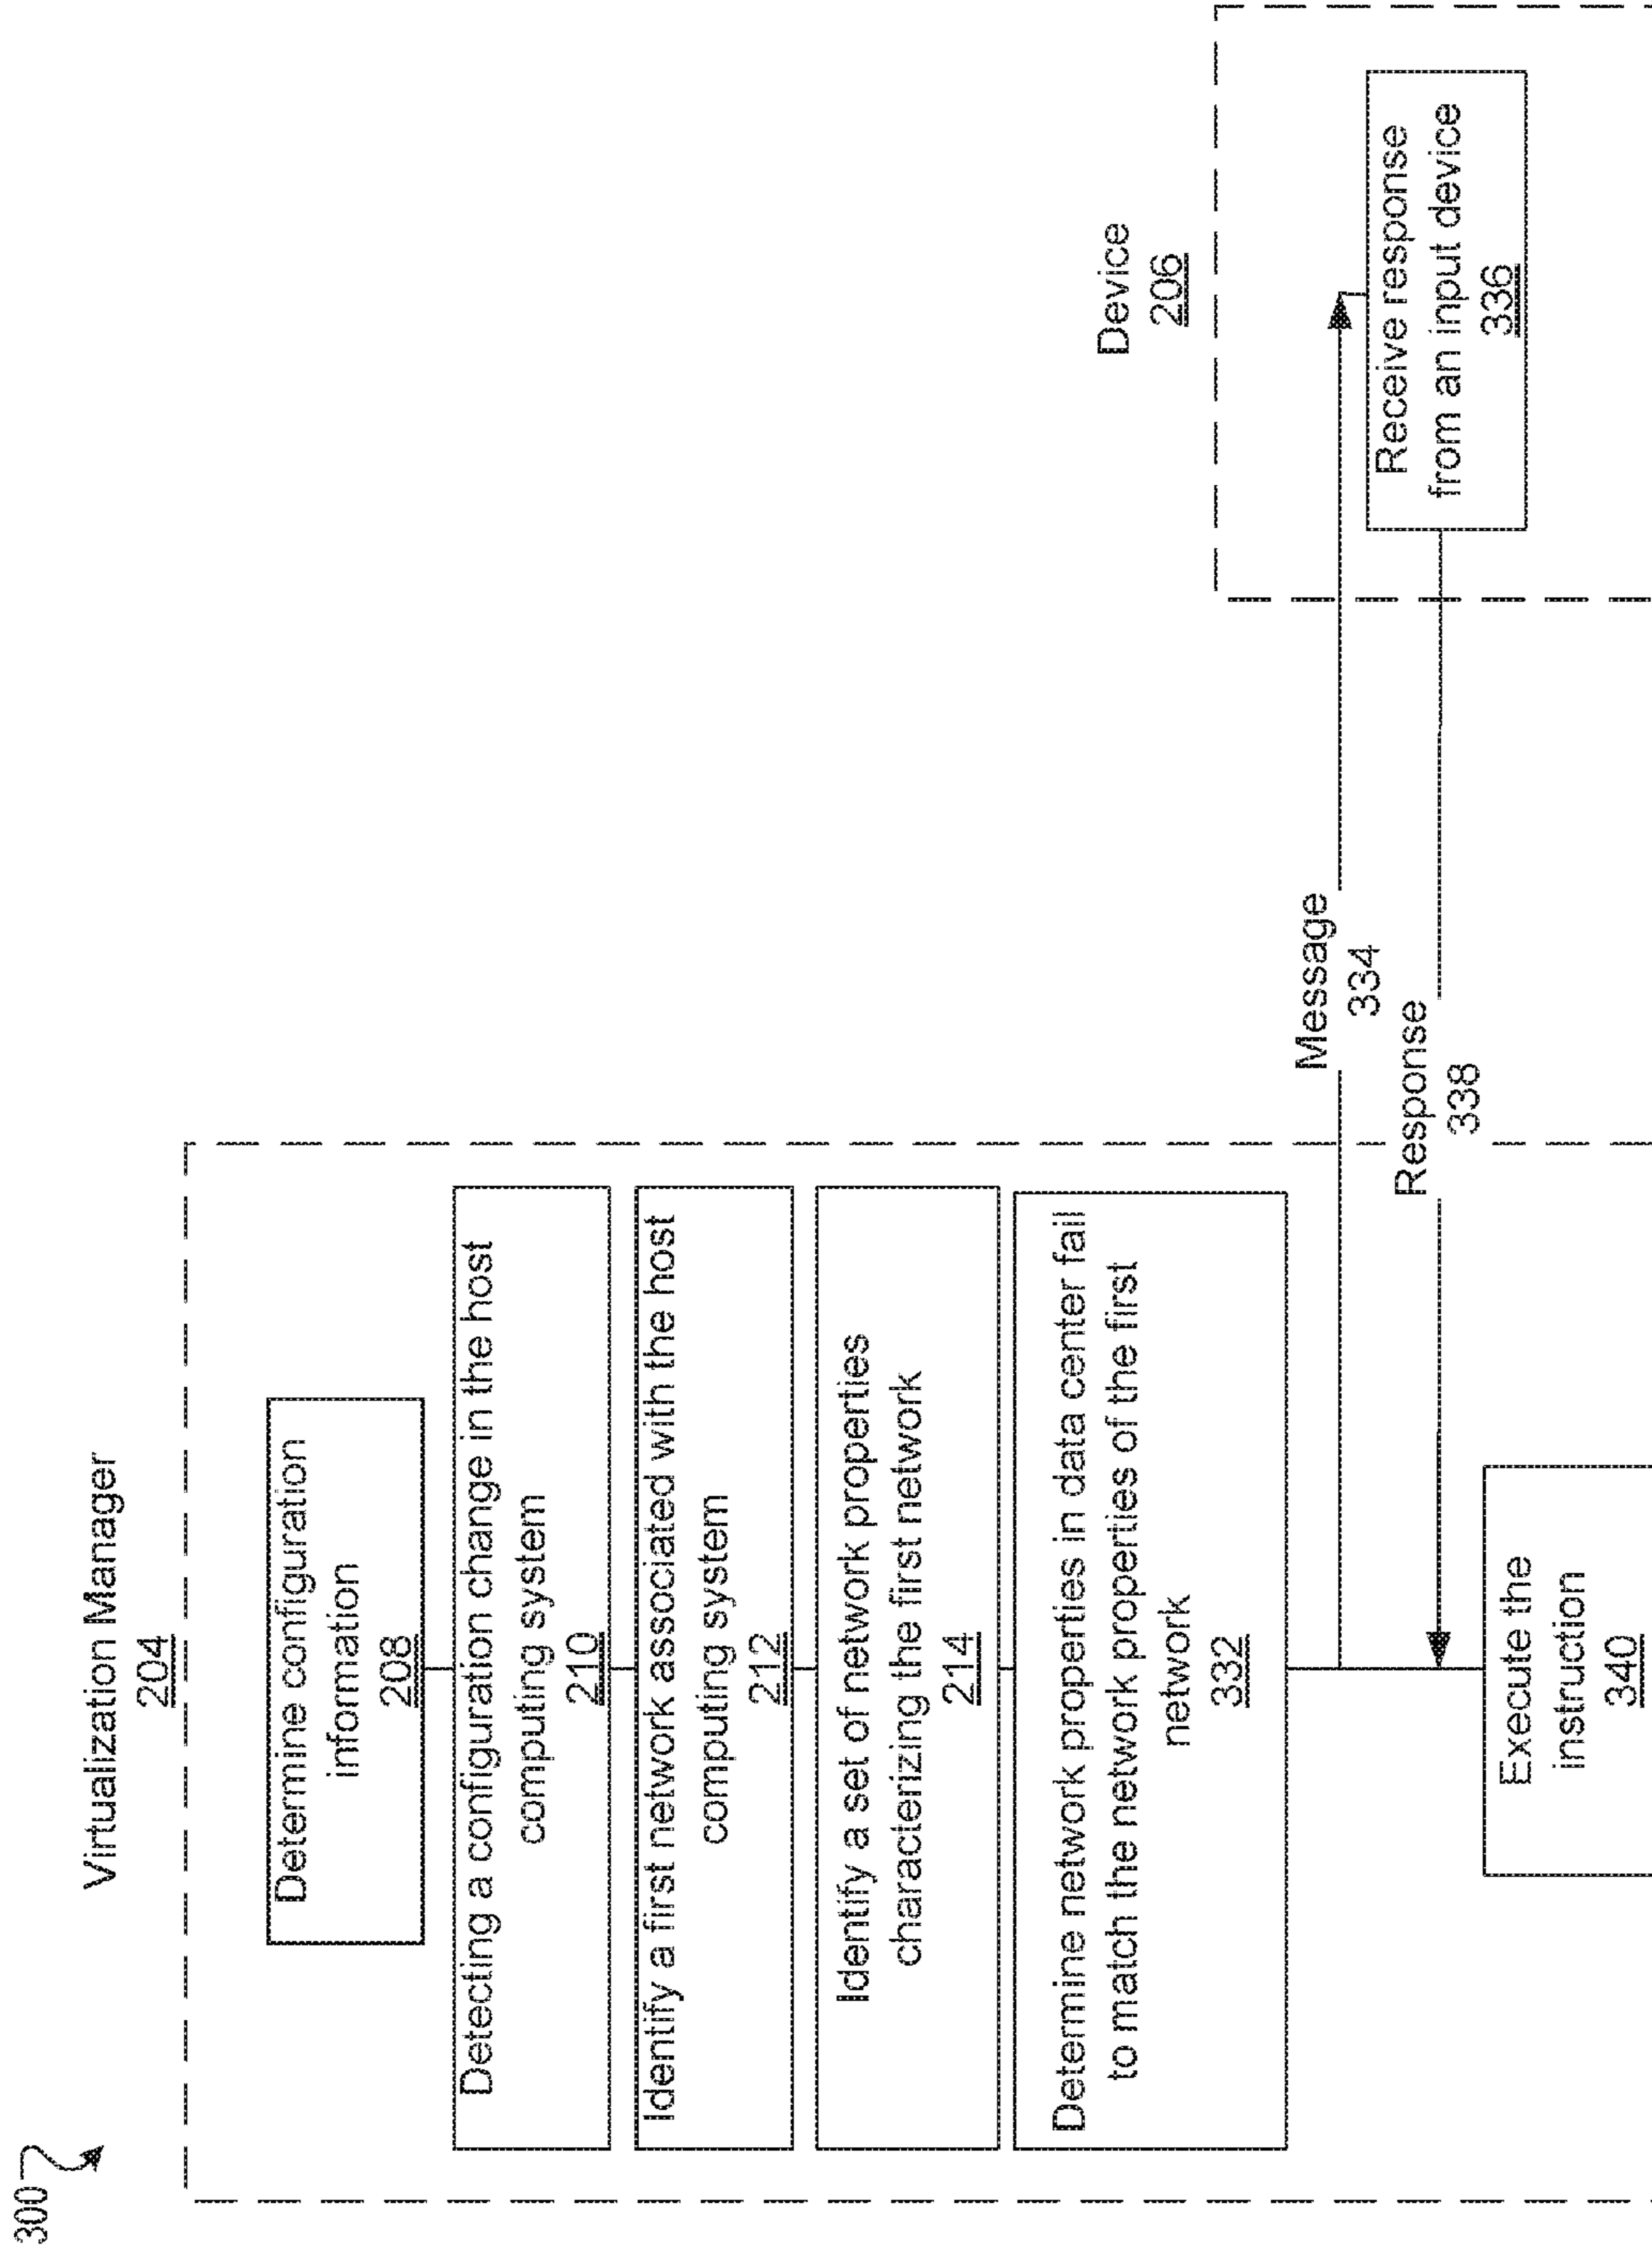 300
Virtualization Manager
204
Determine configuration
information
208
Detecting a configuration change in the host
computing system
210
Identify a first network associated with the host
computing system
212
Identify a set of network properties
characterizing the first network
214
Determine network properties in data center fail
to match the network properties of the first
network
332
Message
334
Response
338
Device
206
Receive response
from an input device
336
Execute the
instruction
340